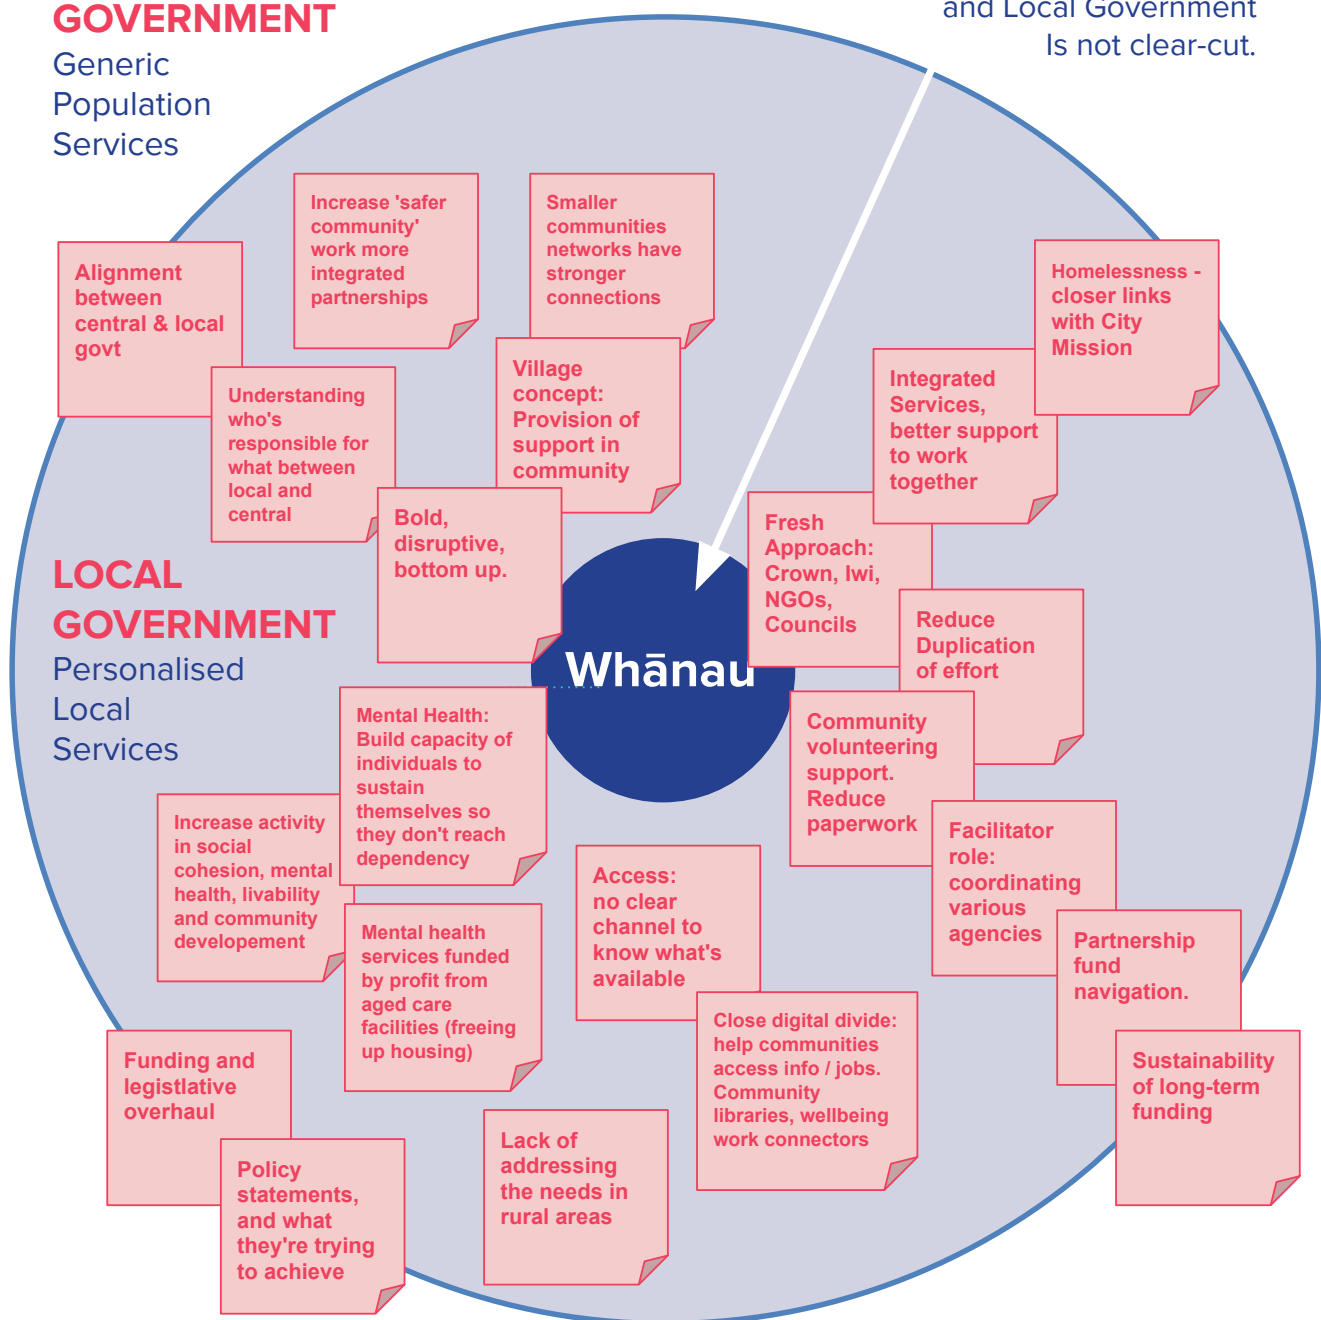 GOVERNMENT
Generic
Population
Services
and Local Government
Is not clear-cut.
Increase 'safer
community'
work more
integrated
partnerships
Smaller
communities
networks have
stronger
connections
Alignment
between
central & local
govt
Homelessness -
closer links
with City
Mission
Understanding
who's
responsible for
what between
local and
central
Village
concept:
Provision of
support in
community
Integrated
Services,
better support
to work
together
Bold,
disruptive,
bottom up.
Fresh
Approach:
Crown, Iwi,
NGOs,
Councils
LOCAL
GOVERNMENT
Personalised
Local
Services
Reduce
Duplication
of effort
Whānau
Mental Health:
Build capacity of
individuals to
sustain
themselves so
they don't reach
dependency
Community
volunteering
support.
Reduce
paperwork
Increase activity
in social
cohesion, mental
health, livability
and community
developement
Facilitator
role:
coordinating
various
agencies
Access:
no clear
channel to
know what's
available
Mental health
services funded
by profit from
aged care
facilities (freeing
up housing)
Partnership
fund
navigation.
Close digital divide:
help communities
access info / jobs.
Community
libraries, wellbeing
work connectors
Funding and
legistlative
overhaul
Sustainability
of long-term
funding
Lack of
addressing
the needs in
rural areas
Policy
statements,
and what
they're trying
to achieve